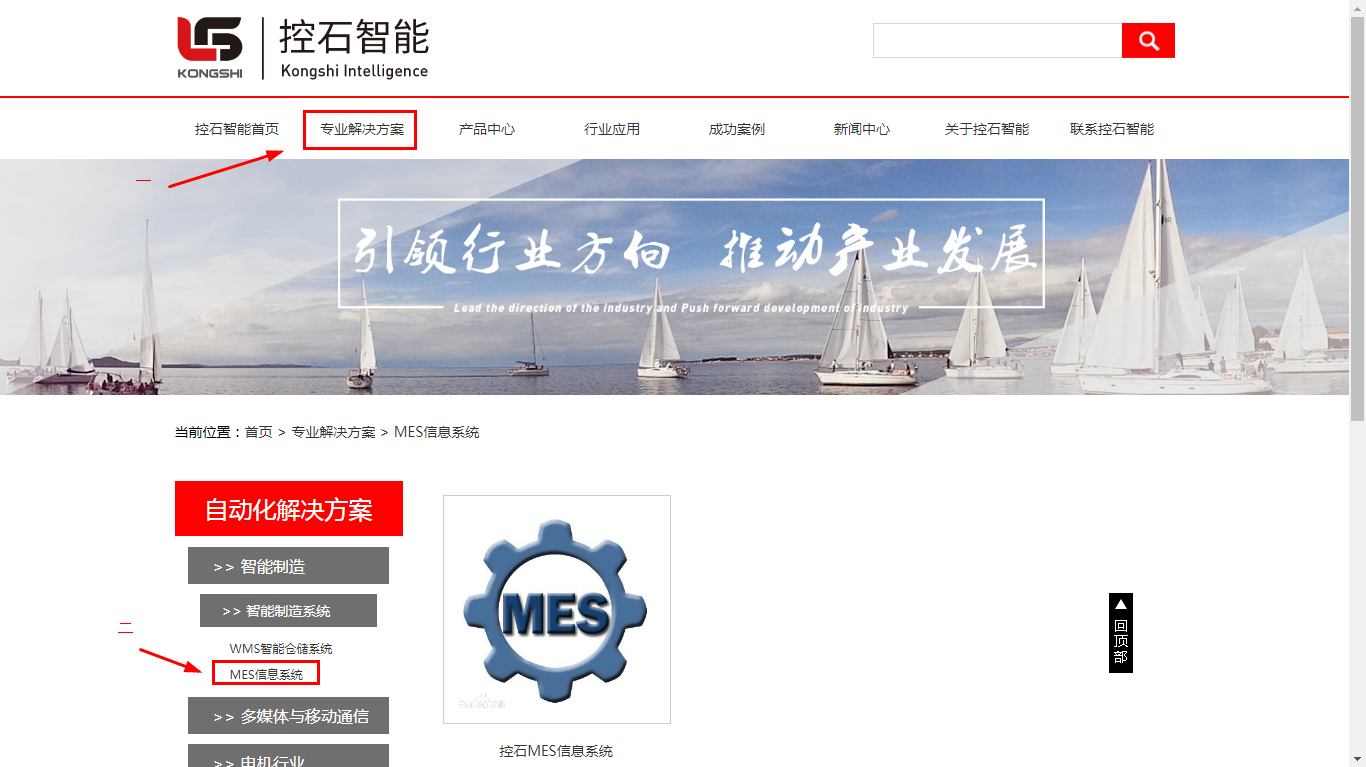 控石智能
KONGSHI
Kongshi Intelligence
控石智能首页 专业解决方案 产品中心 行业应用 成功案例 新闻中心 关于控石智能 联系控石智能
一
引领行业方向 推动产业发展
Lead the direction of the industry and Push forward development of industry
当前位置：首页 > 专业解决方案 > MES信息系统
自动化解决方案
>> 智能制造
>> 智能制造系统
二
WMS智能仓储系统
MES信息系统
>> 多媒体与移动通信
>> 电机行业
MES
控石MES信息系统
回顶部